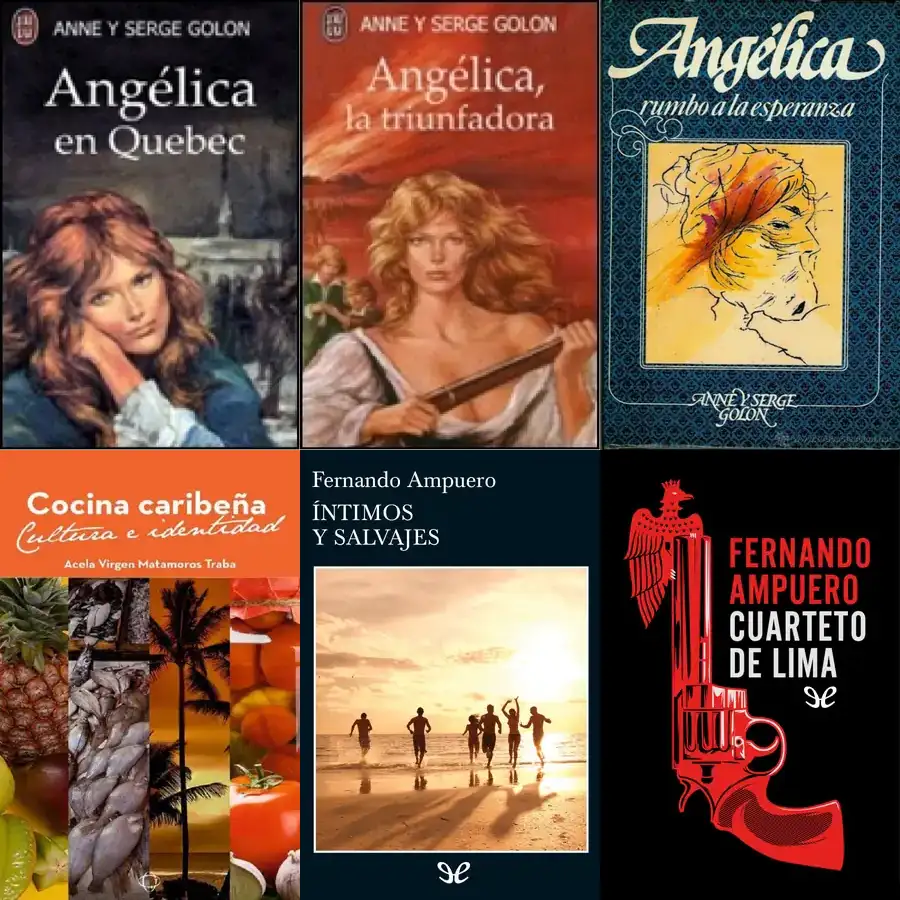 ANNE Y SERGE GOLON
Angélica
en Quebec
ANNE Y SERGE GOLON
Angélica,
la triunfadora
Angélica
rumbo a la esperanza
ANNE Y SERGE
GOLON
Cocina caribeña
Cultura e identidad
Acela Virgen Matamoros Traba
Fernando Ampuero
ÍNTIMOS
Y SALVAJES
FERNANDO
AMPUERO
CUARTETO
DE LIMA